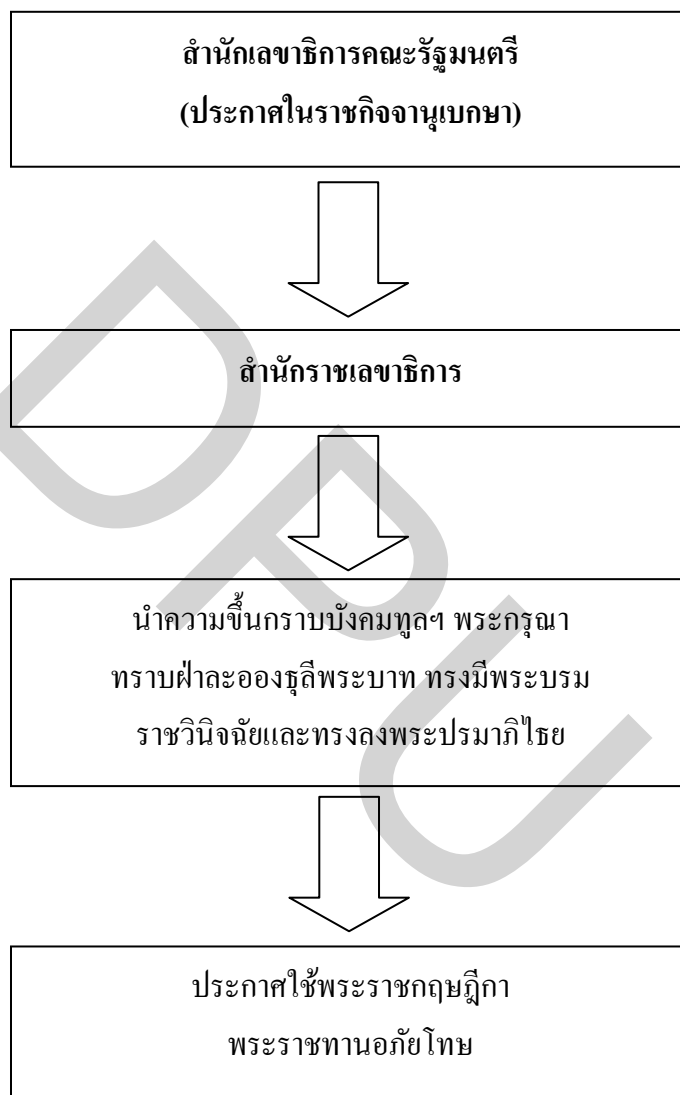 สำนักเลขาธิการคณะรัฐมนตรี
(ประกาศในราชกิจจานุเบกษา)
สำนักราชเลขาธิการ
นำความขึ้นกราบบังคมทูลฯ พระกรุณา
ทราบฝ่าละอองธุลีพระบาท ทรงมีพระบรม
ราชวินิจฉัยและทรงลงพระปรมาภิไธย
ประกาศใช้พระราชกฤษฎีกา
พระราชทานอภัยโทษ
DPU